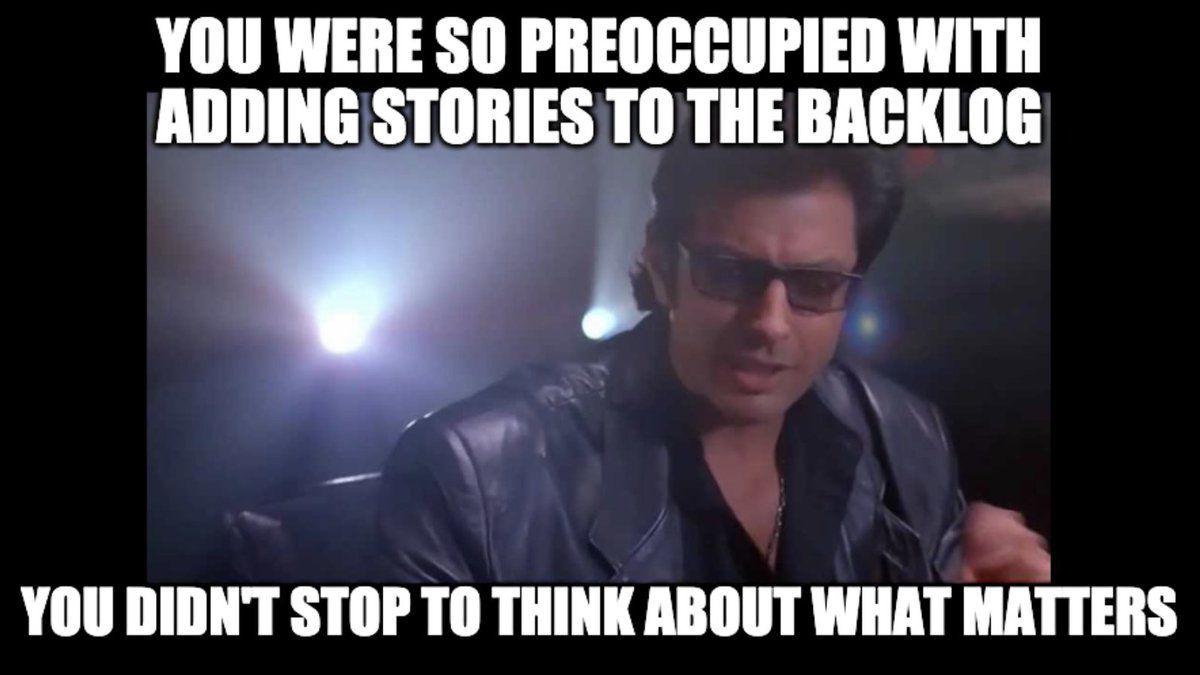 YOU WERE SO PREOCCUPIED WITH
ADDING STORIES TO THE BACKLOG
YOU DIDN'T STOP TO THINK ABOUT WHAT MATTERS